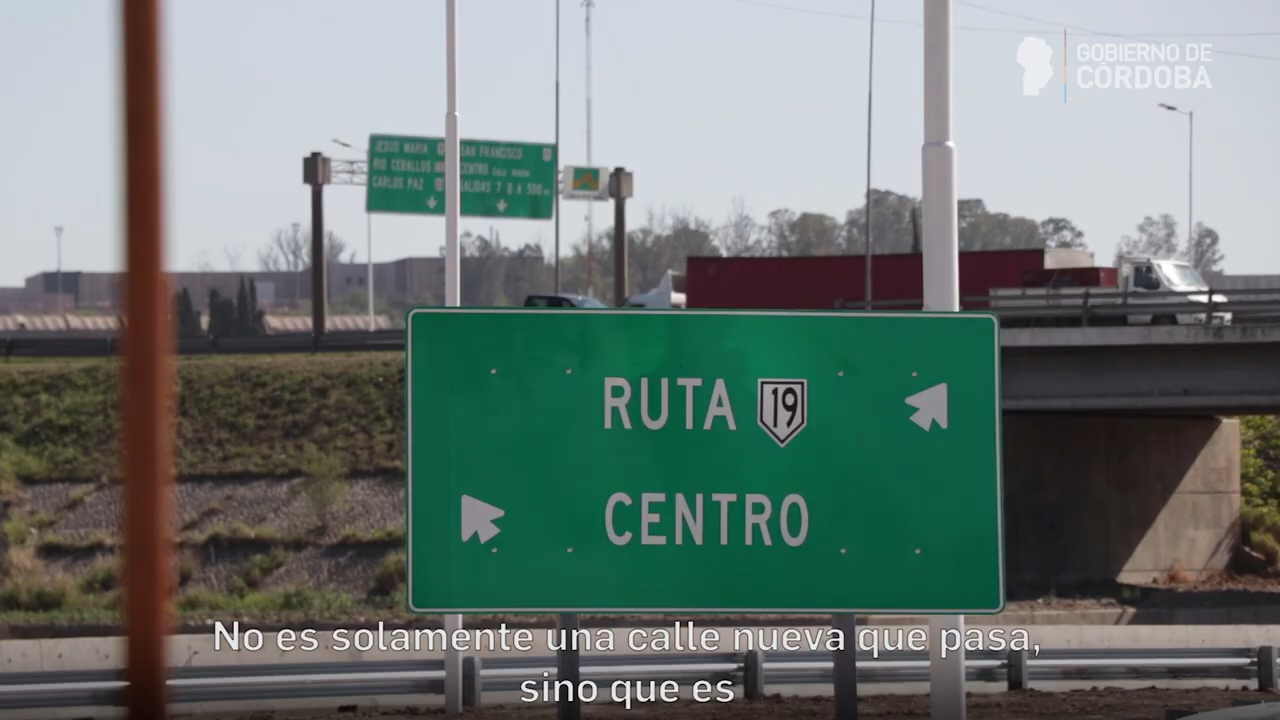 GOBIERNO DE
CÓRDOBA
JESUS MARIA
RIO CEBALLOS
CARLOS PAZ
SAN FRANCISCO
CENTRO
SALIDAS 7 8 A 500 m
RUTA 19
CENTRO
No es solamente una calle nueva que pasa,
sino que es